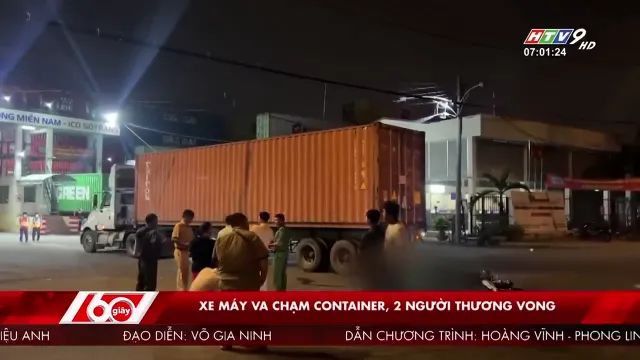 HTV9 HD
07:01:24
NG MIỀN NAM - ICD SOTRANS
GREEN
60 giây
XE MÁY VA CHẠM CONTAINER, 2 NGƯỜI THƯƠNG VONG
IỆU ANH ĐẠO DIỄN: VÕ GIA NINH DẪN CHƯƠNG TRÌNH: HOÀNG VĨNH - PHONG LIN